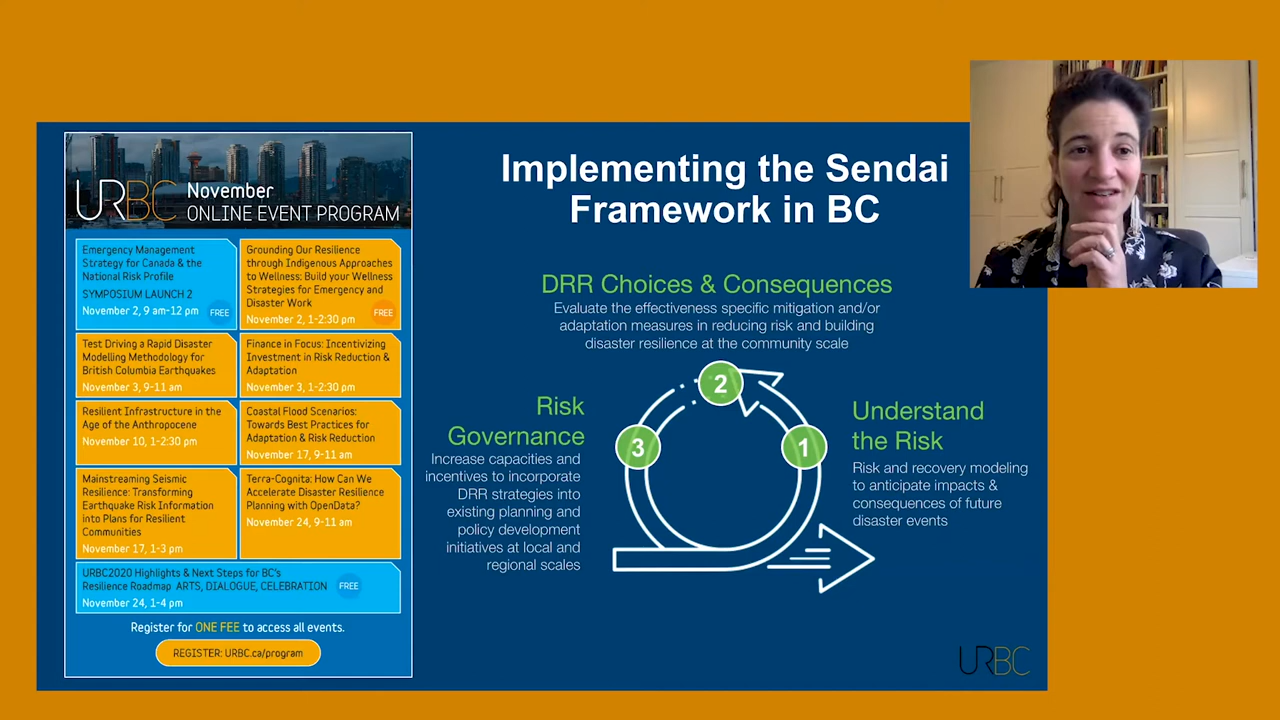 URBC November
ONLINE EVENT PROGRAM
Emergency Management
Strategy for Canada & the
National Risk Profile
SYMPOSIUM LAUNCH 2
November 2, 9 am-12 pm
FREE
Grounding Our Resilience
through Indigenous Approaches
to Wellness: Build your Wellness
Strategies for Emergency and
Disaster Work
November 2, 1-2:30 pm
FREE
Test Driving a Rapid Disaster
Modelling Methodology for
British Columbia Earthquakes
November 3, 9-11 am
Finance in Focus: Incentivizing
Investment in Risk Reduction &
Adaptation
November 3, 1-2:30 pm
Resilient Infrastructure in the
Age of the Anthropocene
November 10, 1-2:30 pm
Coastal Flood Scenarios:
Towards Best Practices for
Adaptation & Risk Reduction
November 17, 9-11 am
Mainstreaming Seismic
Resilience: Transforming
Earthquake Risk Information
into Plans for Resilient
Communities
November 17, 1-3 pm
Terra-Cognita: How Can We
Accelerate Disaster Resilience
Planning with OpenData?
November 24, 9-11 am
URBC2020 Highlights & Next Steps for BC's
Resilience Roadmap ARTS, DIALOGUE, CELEBRATION
November 24, 1-4 pm
FREE
Register for ONE FEE to access all events.
REGISTER: URBC.ca/program
Implementing the Sendai
Framework in BC
DRR Choices & Consequences
Evaluate the effectiveness specific mitigation and/or
adaptation measures in reducing risk and building
disaster resilience at the community scale
2
Risk
Governance
Increase capacities and
incentives to incorporate
DRR strategies into
existing planning and
policy development
initiatives at local and
regional scales
3
1
Understand
the Risk
Risk and recovery modeling
to anticipate impacts &
consequences of future
disaster events
URBC